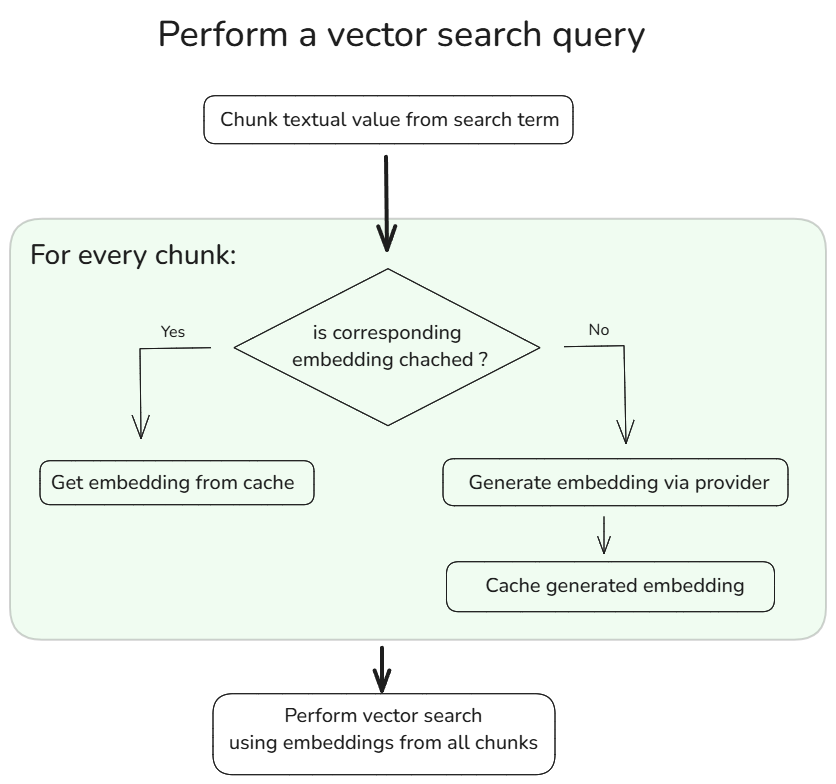 Perform a vector search query
Chunk textual value from search term
For every chunk:
is corresponding
embedding chached ?
Yes
No
Get embedding from cache
Generate embedding via provider
Cache generated embedding
Perform vector search
using embeddings from all chunks